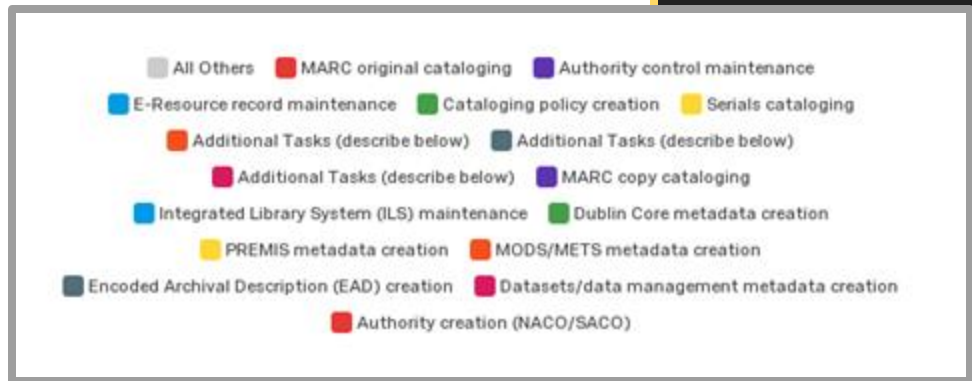 All Others MARC original cataloging Authority control maintenance
E-Resource record maintenance Cataloging policy creation Serials cataloging
Additional Tasks (describe below) Additional Tasks (describe below)
Additional Tasks (describe below) MARC copy cataloging
Integrated Library System (ILS) maintenance Dublin Core metadata creation
PREMIS metadata creation MODS/METS metadata creation
Encoded Archival Description (EAD) creation Datasets/data management metadata creation
Authority creation (NACO/SACO)